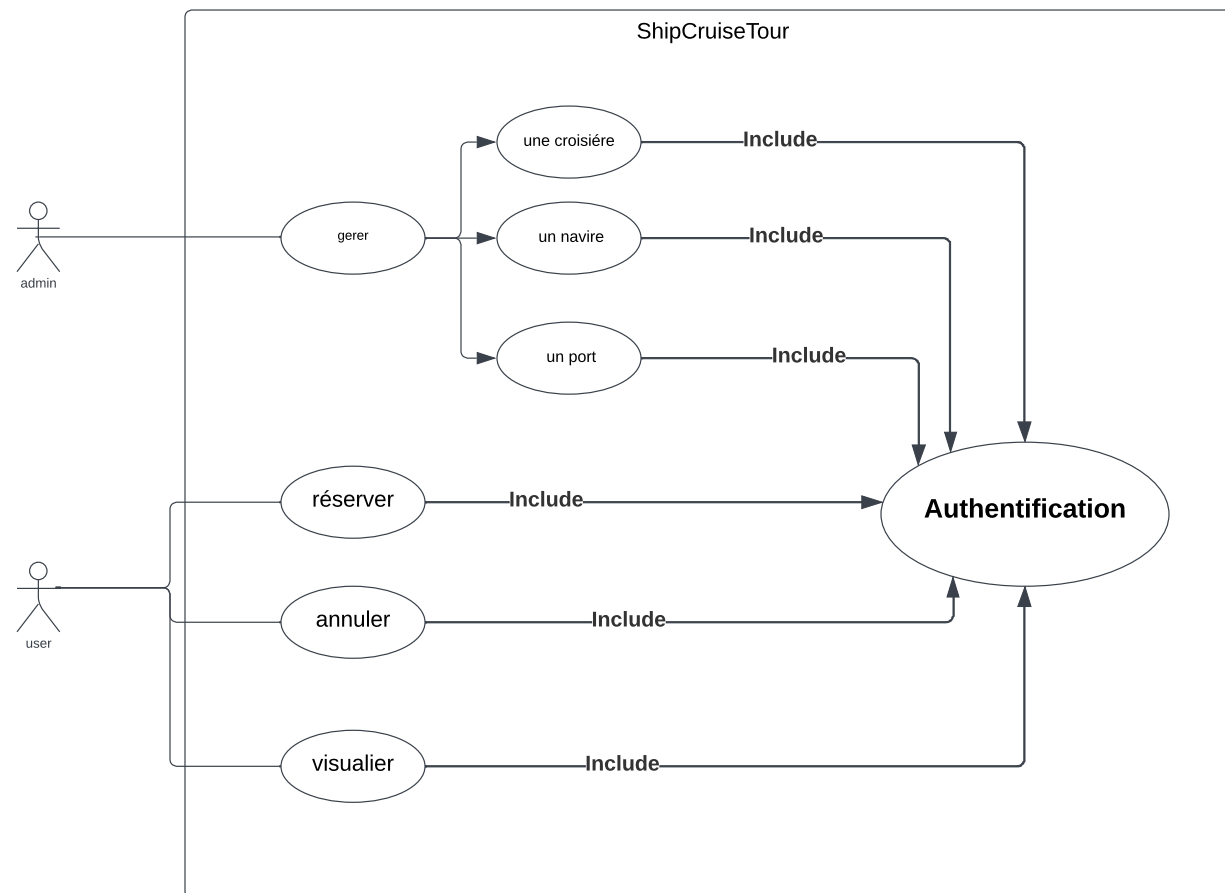 ShipCruiseTour
une croisiére
Include
gerer
un navire
Include
admin
un port
Include
réserver
Include
Authentification
user
annuler
Include
visualier
Include